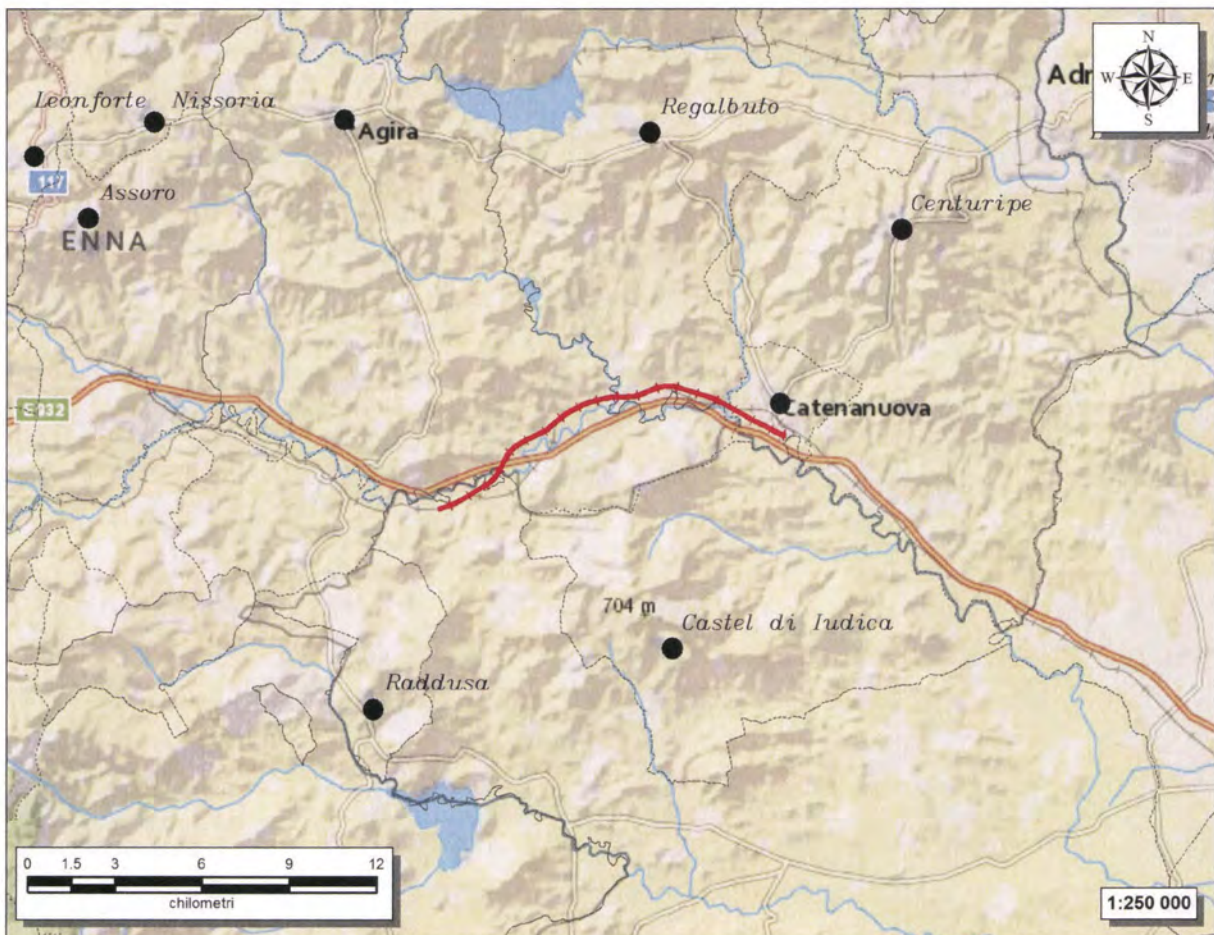 N
W E
S
Leonforte
Nissoria
Agira
Regalbuto
Adr
117
Assoro
ENNA
Centuripe
E932
Catenanuova
704 m
Castel di Iudica
Raddusa
0 1.5 3 6 9 12
chilometri
1:250 000